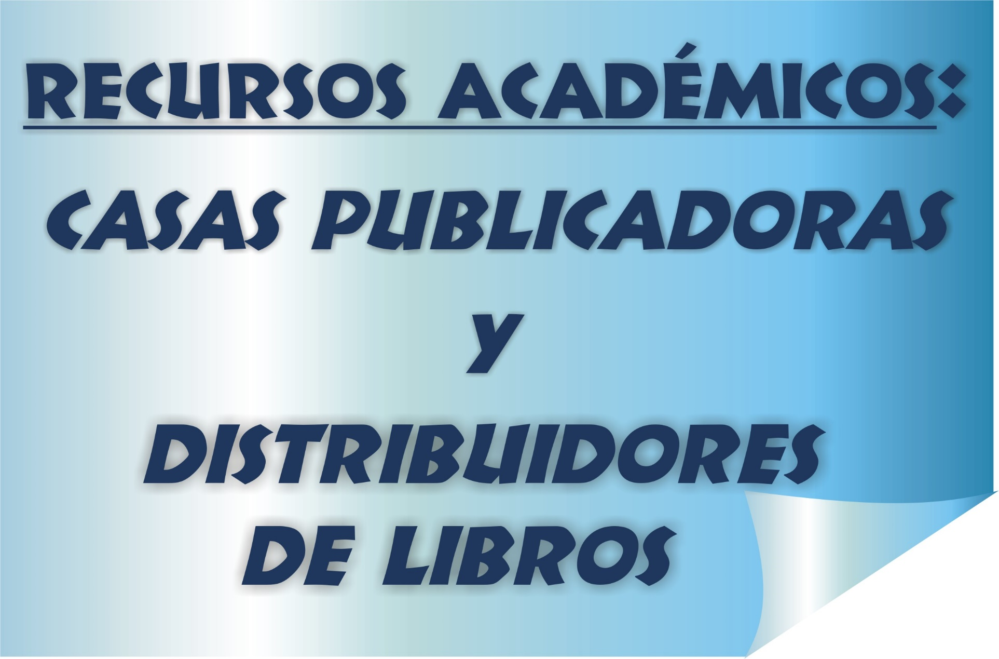 RECURSOS ACADÉMICOS:
CASAS PUBLICADORAS
Y
DISTRIBUIDORES
DE LIBROS